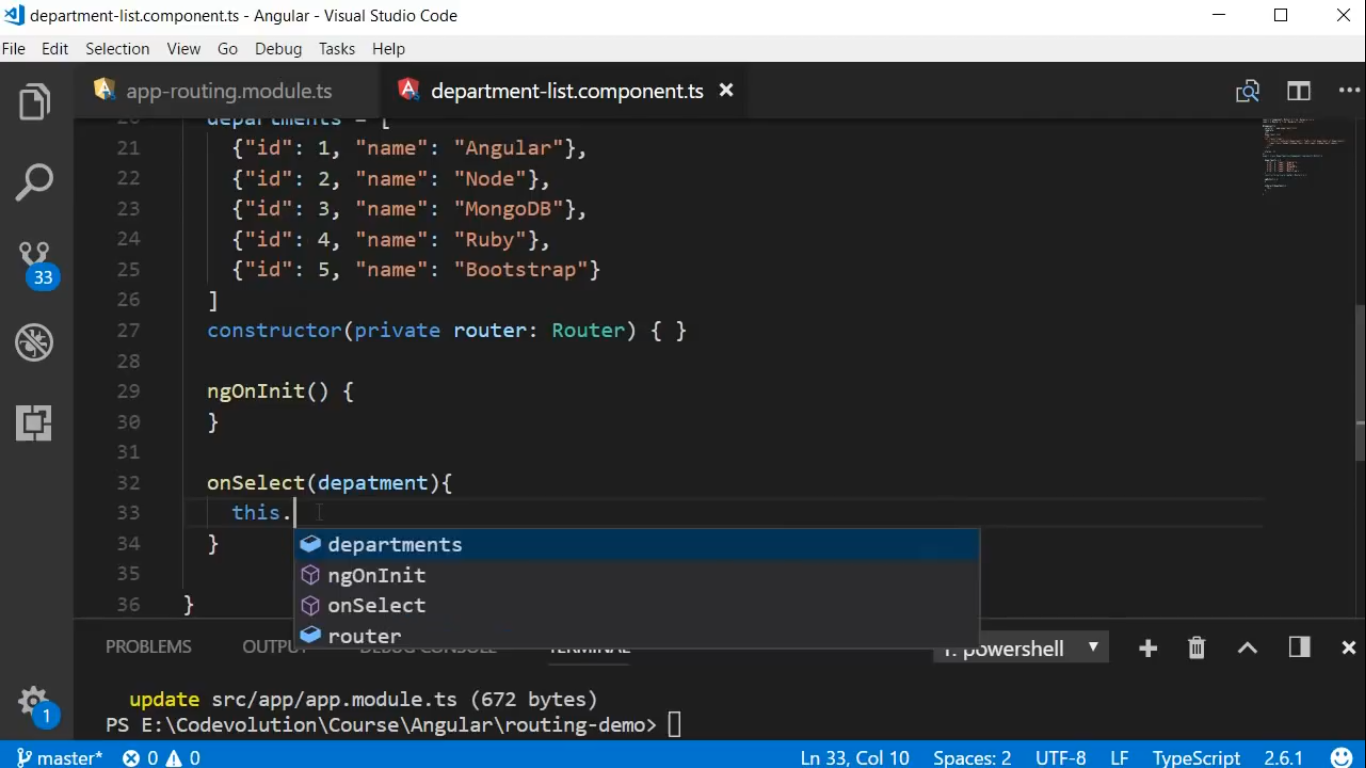 department-list.component.ts - Angular - Visual Studio Code
File Edit Selection View Go Debug Tasks Help
app-routing.module.ts department-list.component.ts
20 departments = [
21 {"id": 1, "name": "Angular"},
22 {"id": 2, "name": "Node"},
23 {"id": 3, "name": "MongoDB"},
24 {"id": 4, "name": "Ruby"},
25 {"id": 5, "name": "Bootstrap"}
26 ]
27 constructor(private router: Router) { }
28
29 ngOnInit() {
30 }
31
32 onSelect(depatment){
33 this.
34 }
departments
35
ngOnInit
36 }
onSelect
router
33
PROBLEMS OUTPU DEBUG CONSOLE TERMINAL 1: powershell
update src/app/app.module.ts (672 bytes)
PS E:\Codevolution\Course\Angular\routing-demo>
1
master* 0 0 Ln 33, Col 10 Spaces: 2 UTF-8 LF TypeScript 2.6.1